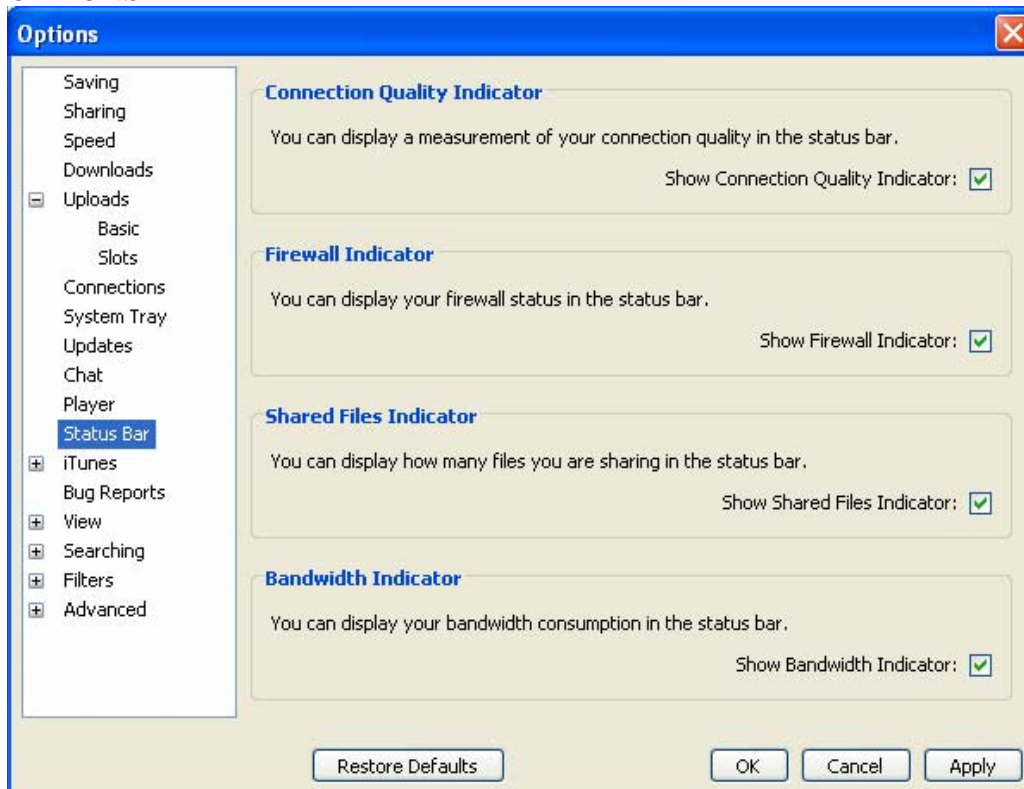 Options
Saving
Sharing
Speed
Downloads
Uploads
Basic
Slots
Connections
System Tray
Updates
Chat
Player
Status Bar
iTunes
Bug Reports
View
Searching
Filters
Advanced
Connection Quality Indicator
You can display a measurement of your connection quality in the status bar.
Show Connection Quality Indicator:
Firewall Indicator
You can display your firewall status in the status bar.
Show Firewall Indicator:
Shared Files Indicator
You can display how many files you are sharing in the status bar.
Show Shared Files Indicator:
Bandwidth Indicator
You can display your bandwidth consumption in the status bar.
Show Bandwidth Indicator:
Restore Defaults
OK
Cancel
Apply